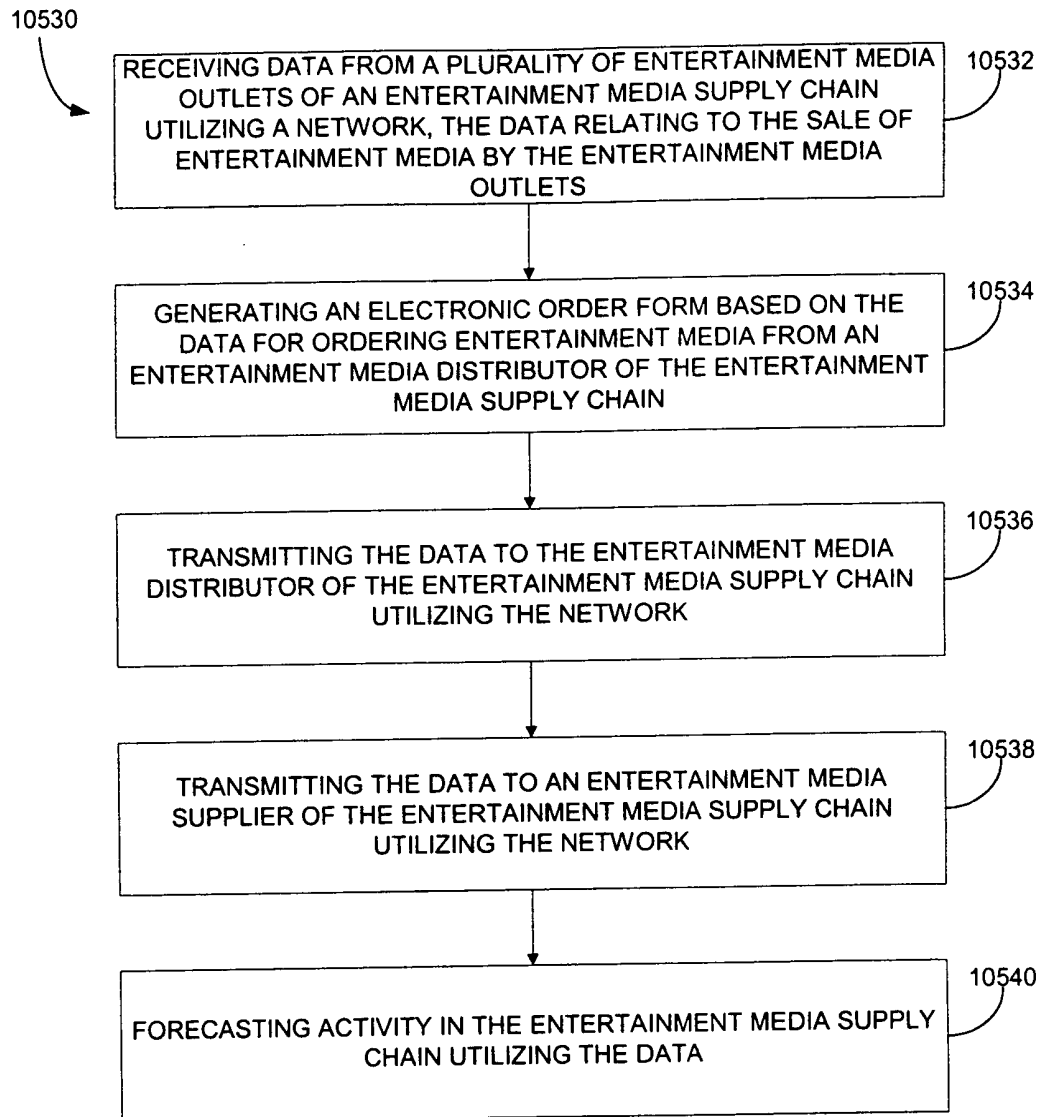 10530
RECEIVING DATA FROM A PLURALITY OF ENTERTAINMENT MEDIA
OUTLETS OF AN ENTERTAINMENT MEDIA SUPPLY CHAIN
UTILIZING A NETWORK, THE DATA RELATING TO THE SALE OF
ENTERTAINMENT MEDIA BY THE ENTERTAINMENT MEDIA
OUTLETS
10532
GENERATING AN ELECTRONIC ORDER FORM BASED ON THE
DATA FOR ORDERING ENTERTAINMENT MEDIA FROM AN
ENTERTAINMENT MEDIA DISTRIBUTOR OF THE ENTERTAINMENT
MEDIA SUPPLY CHAIN
10534
TRANSMITTING THE DATA TO THE ENTERTAINMENT MEDIA
DISTRIBUTOR OF THE ENTERTAINMENT MEDIA SUPPLY CHAIN
UTILIZING THE NETWORK
10536
TRANSMITTING THE DATA TO AN ENTERTAINMENT MEDIA
SUPPLIER OF THE ENTERTAINMENT MEDIA SUPPLY CHAIN
UTILIZING THE NETWORK
10538
FORECASTING ACTIVITY IN THE ENTERTAINMENT MEDIA SUPPLY
CHAIN UTILIZING THE DATA
10540